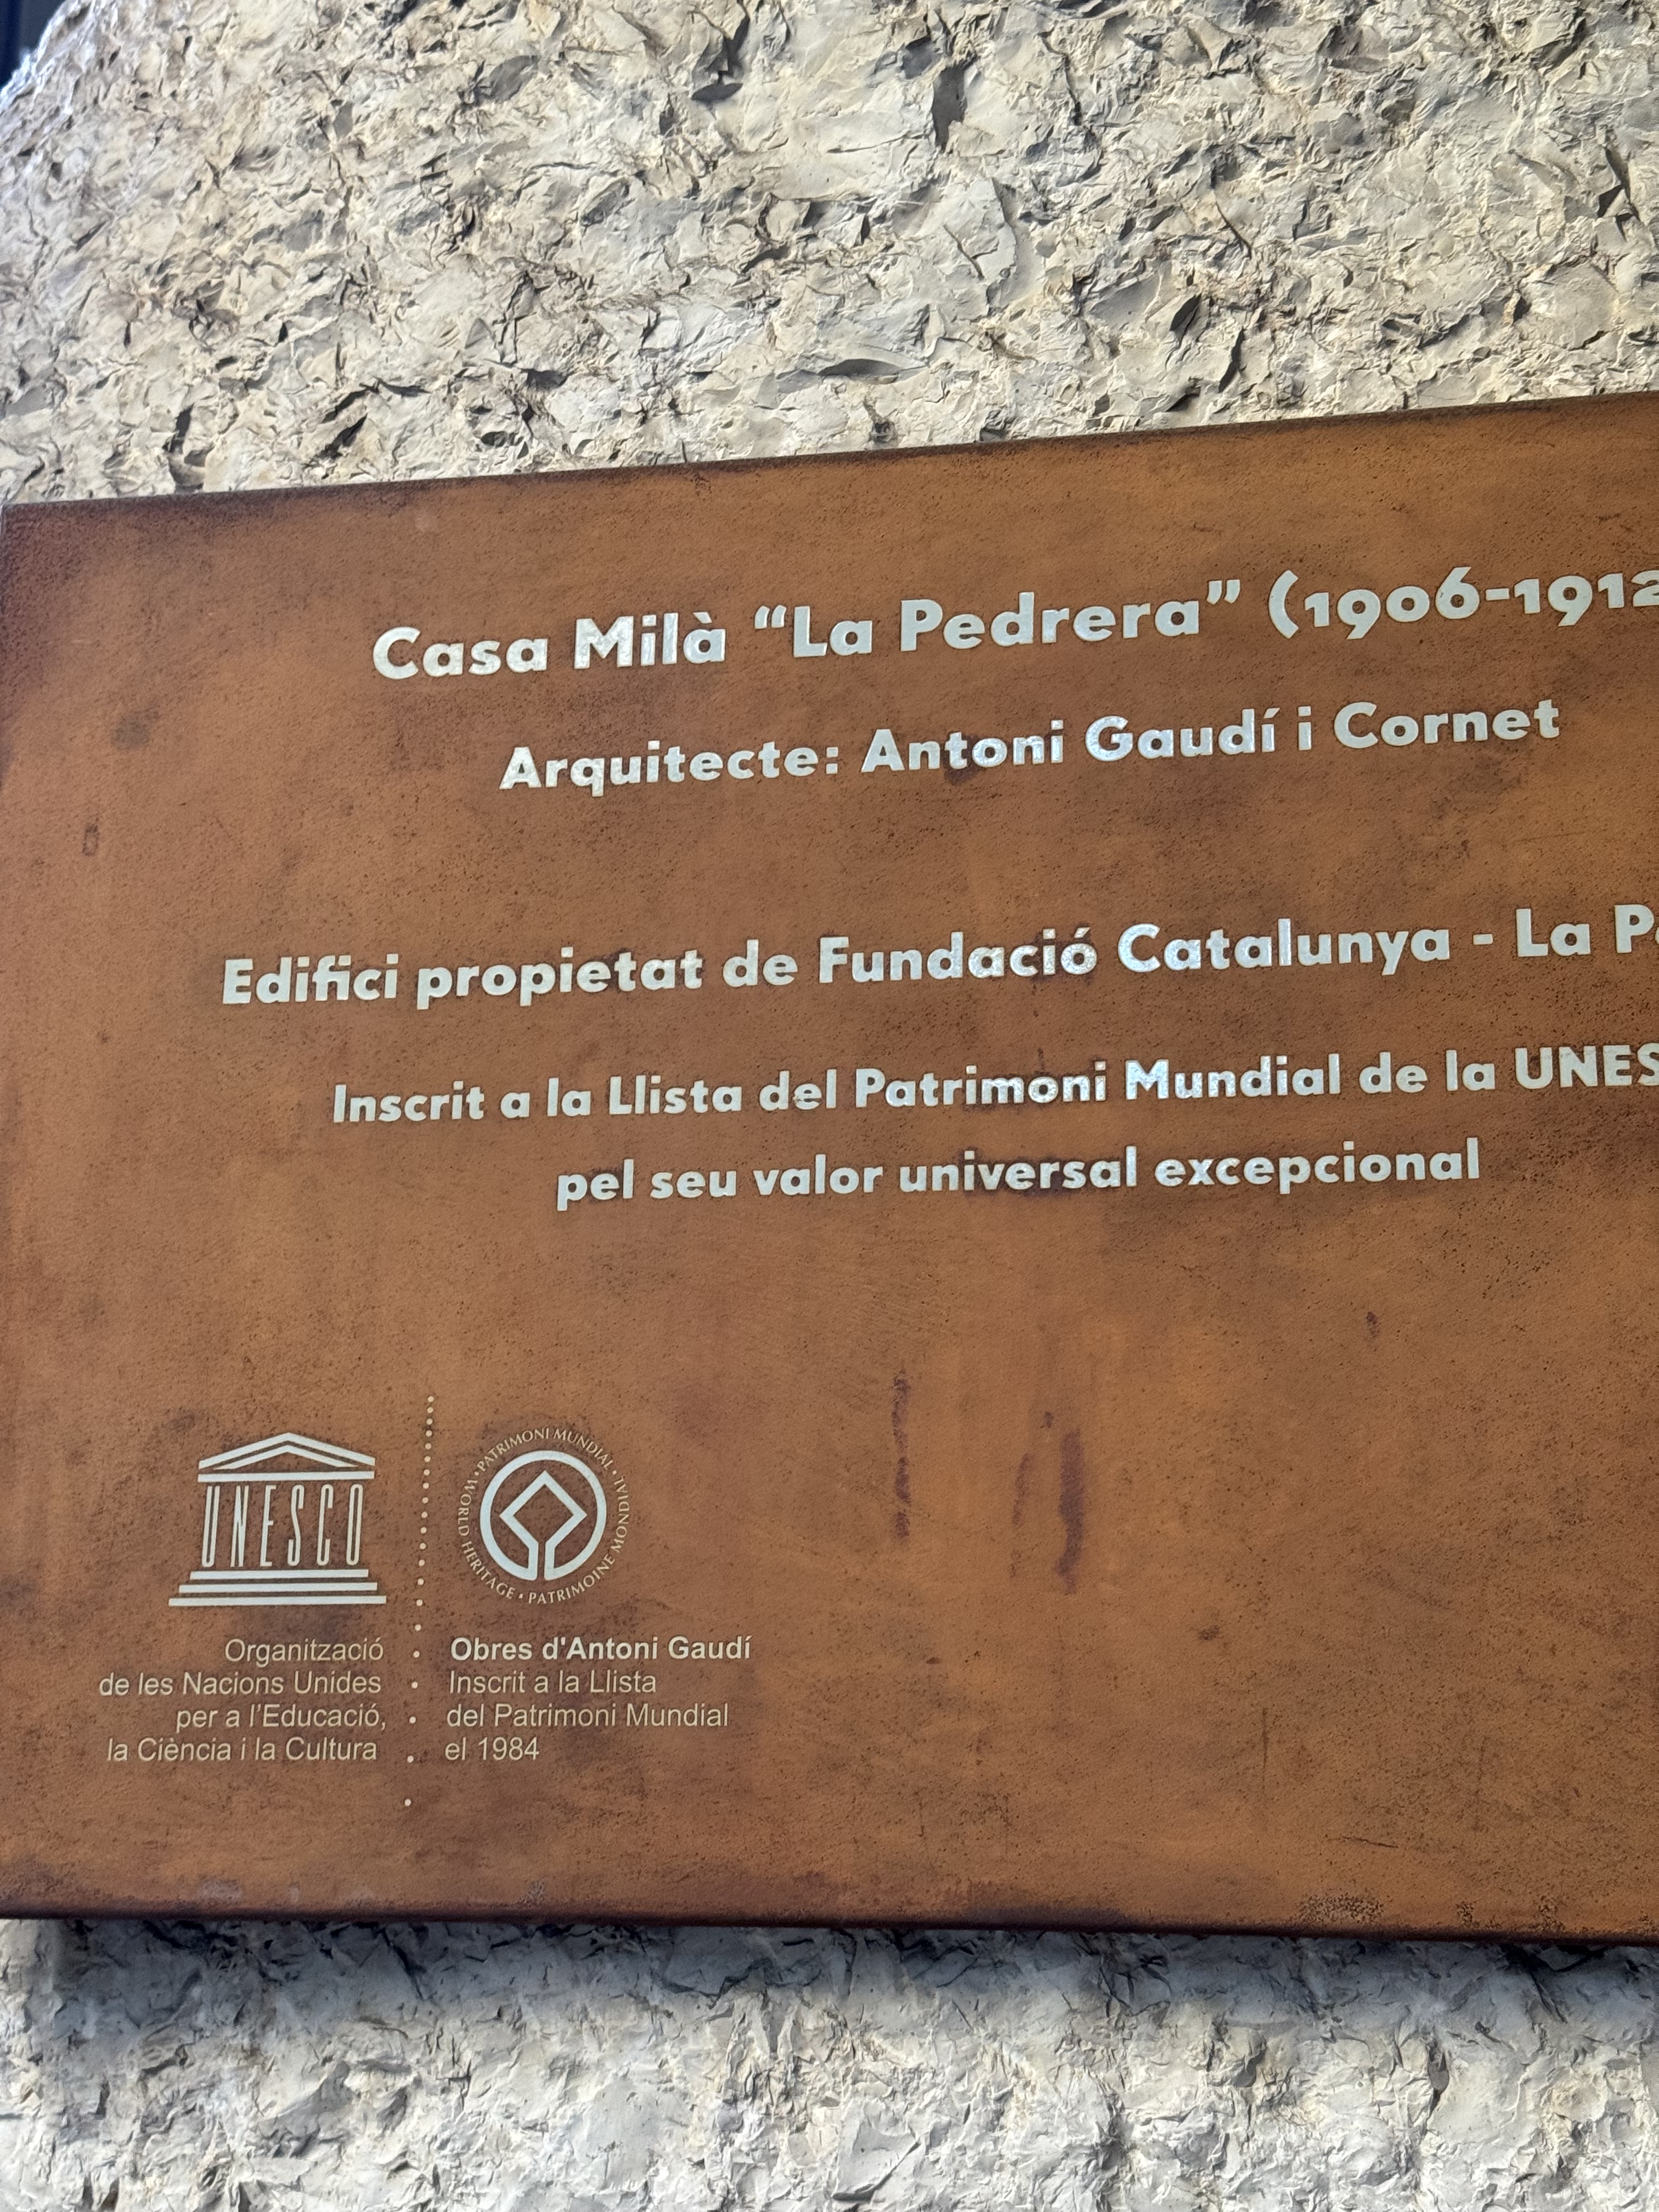 Casa Milà “La Pedrera” (1906-1912
Arquitecte: Antoni Gaudí i Cornet
Edifici propietat de Fundació Catalunya - La
Inscrit a la Llista del Patrimoni Mundial de la
pel seu valor universal excepcional
UNESCO
PATRIMONI MUNDIAL • WORLD HERITAGE • PATRIMOINE MONDIAL •
Organització
de les Nacions Unides
per a l'Educació,
la Ciència i la Cultura
Obres d'Antoni Gaudí
Inscrit a la Llista
del Patrimoni Mundial
el 1984